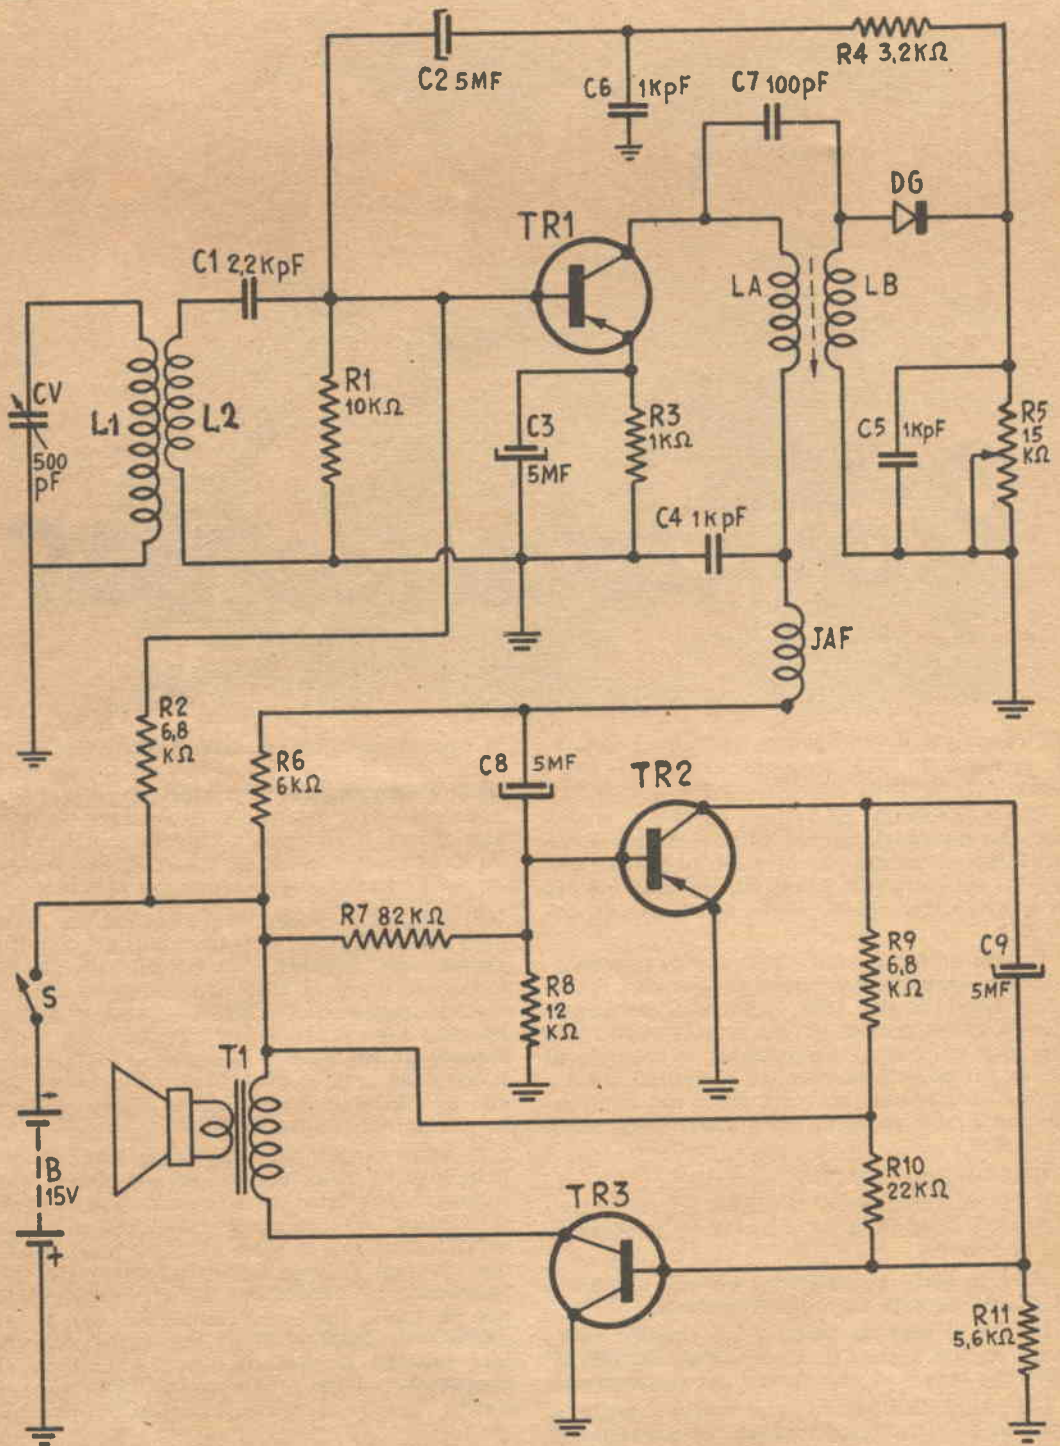 R4 3,2KΩ
C2 5MF
C6 1KpF
C7 100pF
DG
TR1
C1 2,2KpF
LA
LB
CV
500
pF
L1
L2
R1
10KΩ
C3
5MF
R3
1KΩ
C5 1KpF
R5
15
KΩ
C4 1KpF
JAF
R2
6,8
KΩ
R6
6KΩ
C8 5MF
TR2
R7 82KΩ
R8
12
KΩ
R9
6,8
KΩ
C9
5MF
S
T1
-
B
15V
+
TR3
R10
22KΩ
R11
5,6KΩ